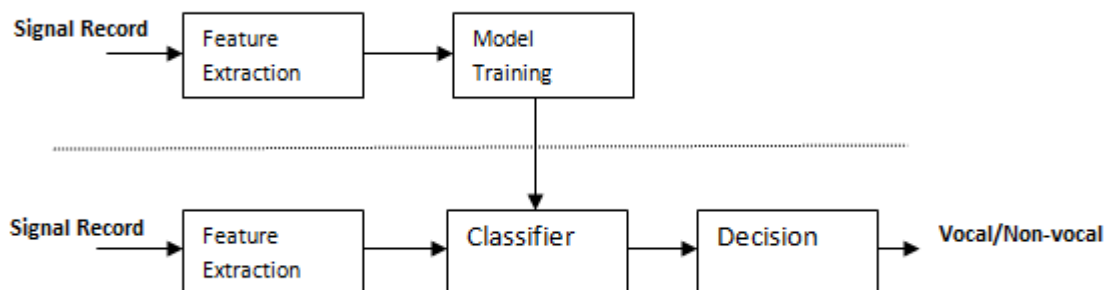 Signal Record
Feature
Extraction
Model
Training
Signal Record
Feature
Extraction
Classifier
Decision
Vocal/Non-vocal